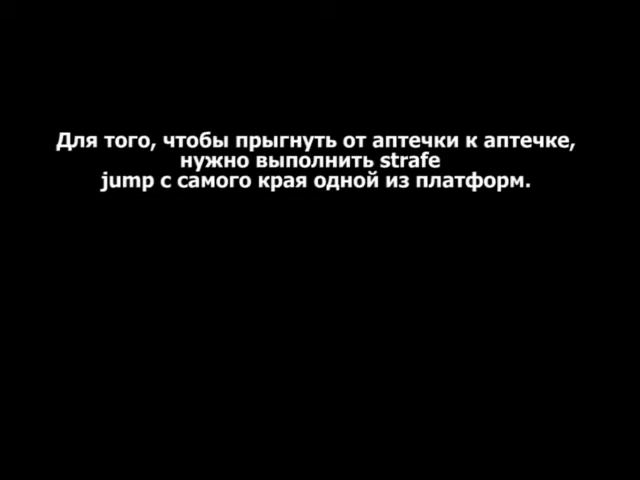 Для того, чтобы прыгнуть от аптечки к аптечке,
нужно выполнить strafe
jump с самого края одной из платформ.